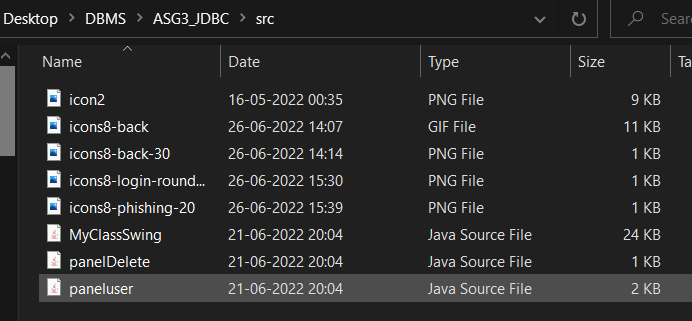 Desktop > DBMS > ASG3_JDBC > src Sear
Name Date Type Size Ta
icon2 16-05-2022 00:35 PNG File 9 KB
icons8-back 26-06-2022 14:07 GIF File 11 KB
icons8-back-30 26-06-2022 14:14 PNG File 1 KB
icons8-login-round... 26-06-2022 15:30 PNG File 1 KB
icons8-phishing-20 26-06-2022 15:39 PNG File 1 KB
MyClassSwing 21-06-2022 20:04 Java Source File 24 KB
panelDelete 21-06-2022 20:04 Java Source File 1 KB
paneluser 21-06-2022 20:04 Java Source File 2 KB